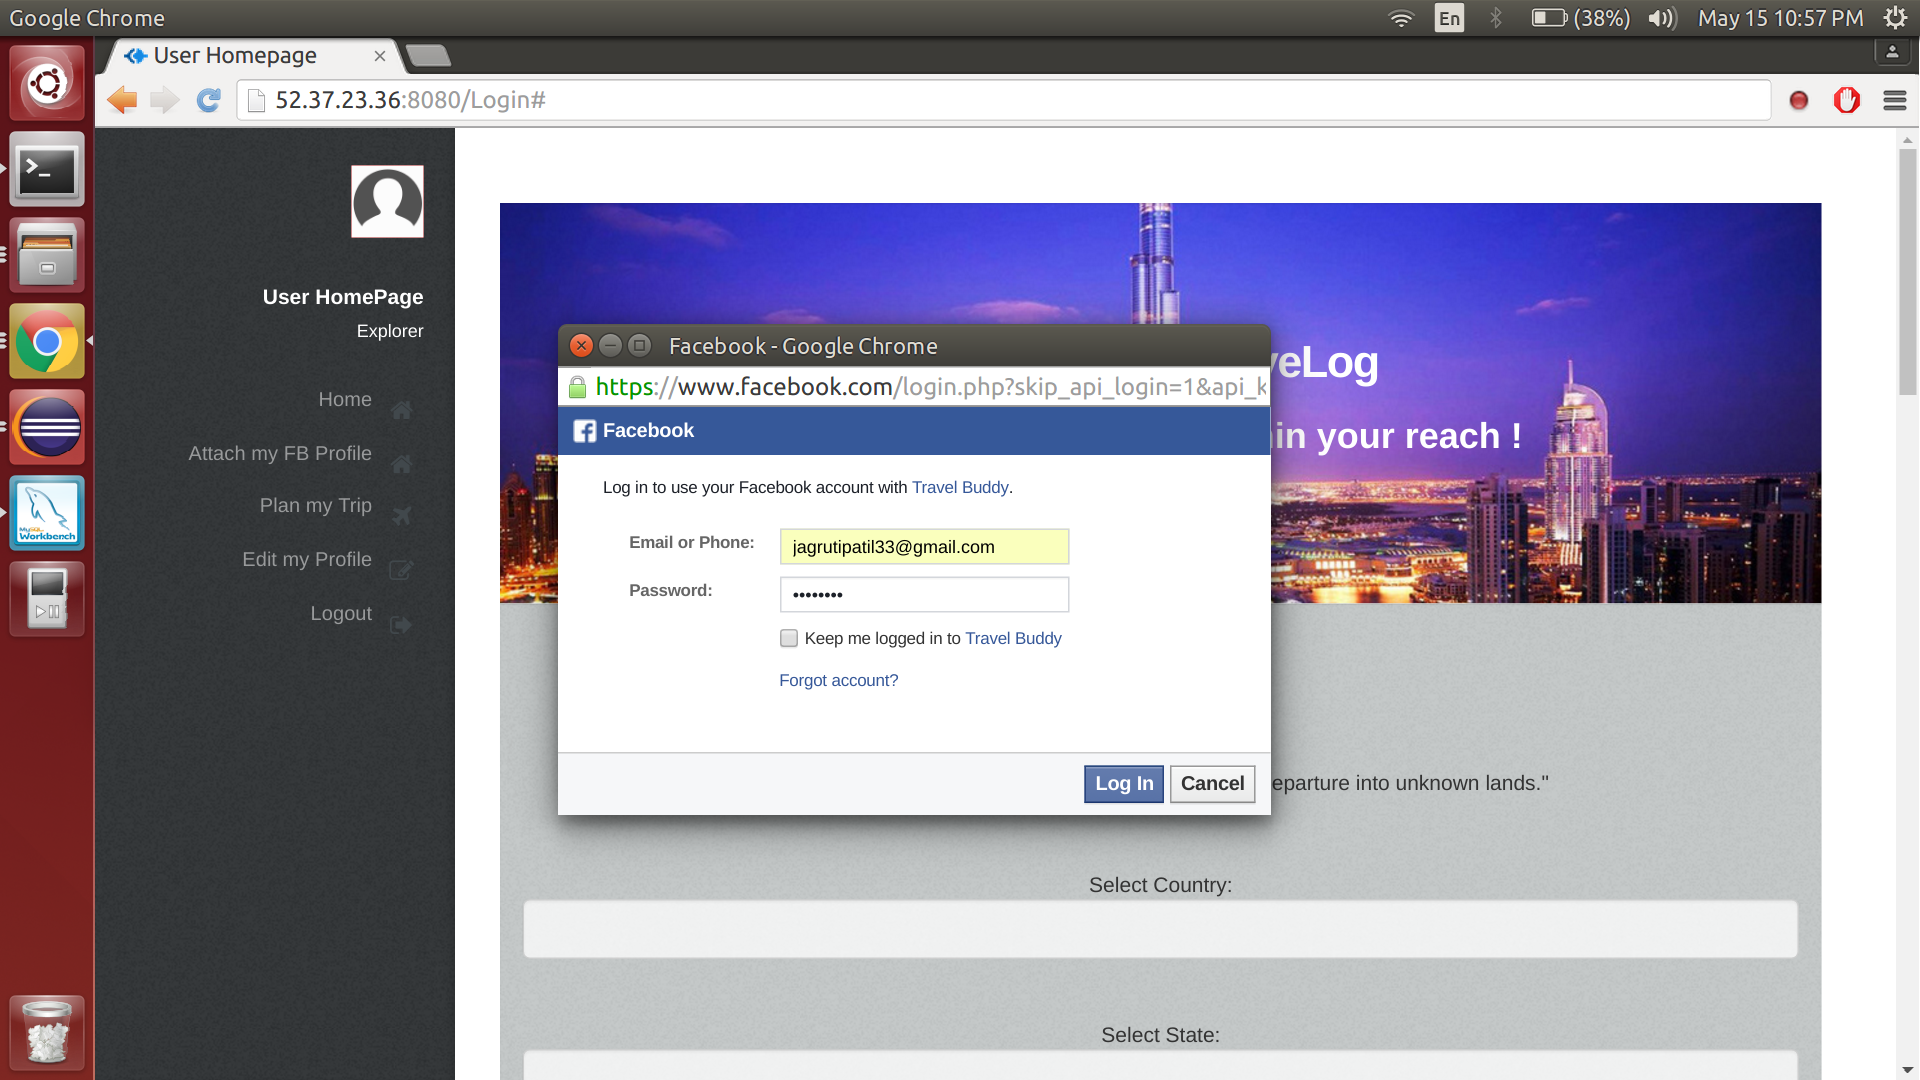 Google Chrome
En
(38%)
May 15 10:57 PM
User Homepage
52.37.23.36:8080/Login#
User HomePage
Explorer
Home
Attach my FB Profile
Plan my Trip
Edit my Profile
Logout
MySQL
Workbench
veLog
in your reach !
Facebook - Google Chrome
https://www.facebook.com/login.php?skip_api_login=1&api_k
Facebook
Log in to use your Facebook account with Travel Buddy.
Email or Phone:
jagrutipatil33@gmail.com
Password:
••••••••
Keep me logged in to Travel Buddy
Forgot account?
Log In
Cancel
eparture into unknown lands."
Select Country:
Select State: